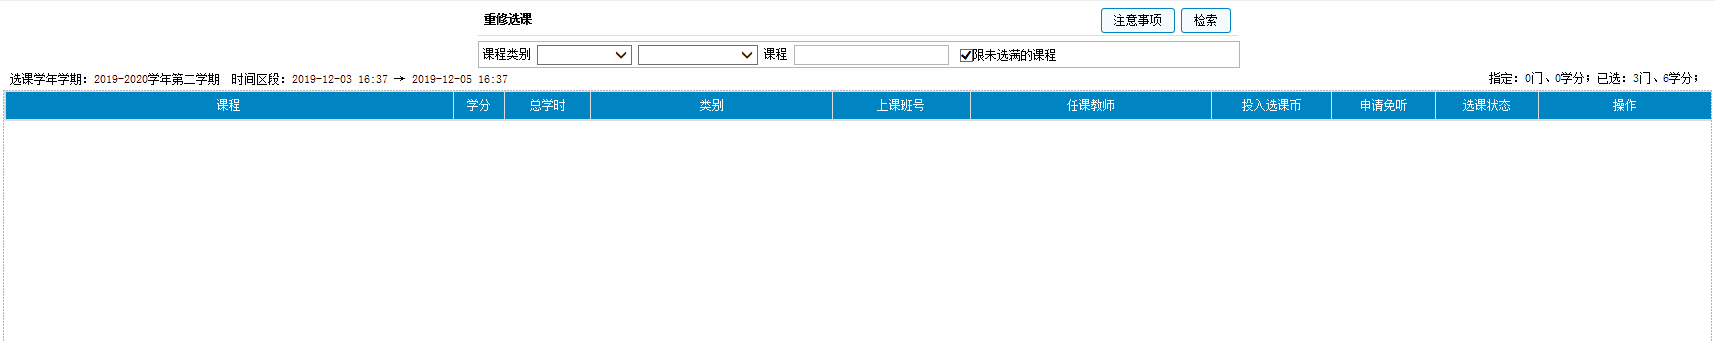 重修选课 注意事项 检索
课程类别 课程 限未选满的课程
选课学年学期：2019-2020学年第二学期 时间区段：2019-12-03 16:37 → 2019-12-05 16:37 指定：0门、0学分；已选：3门、6学分；
课程 学分 总学时 类别 上课班号 任课教师 投入选课币 申请免听 选课状态 操作